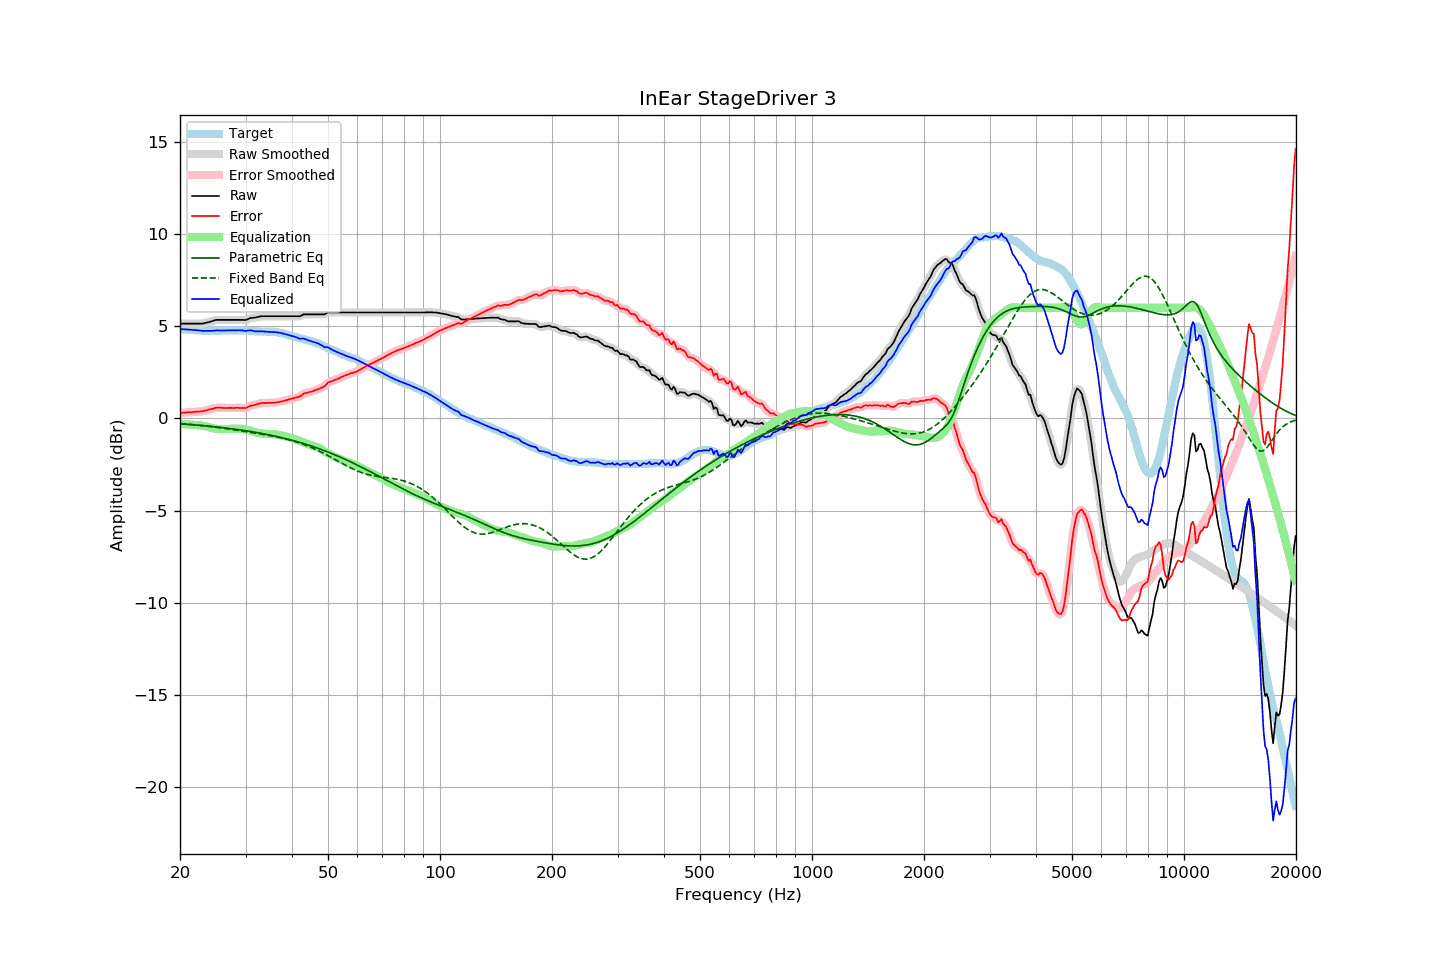 InEar StageDriver 3
Target
Raw Smoothed
Error Smoothed
Raw
Error
Equalization
Parametric Eq
Fixed Band Eq
Equalized
15
10
5
0
−5
−10
−15
−20
Amplitude (dBr)
20 50 100 200 500 1000 2000 5000 10000 20000
Frequency (Hz)